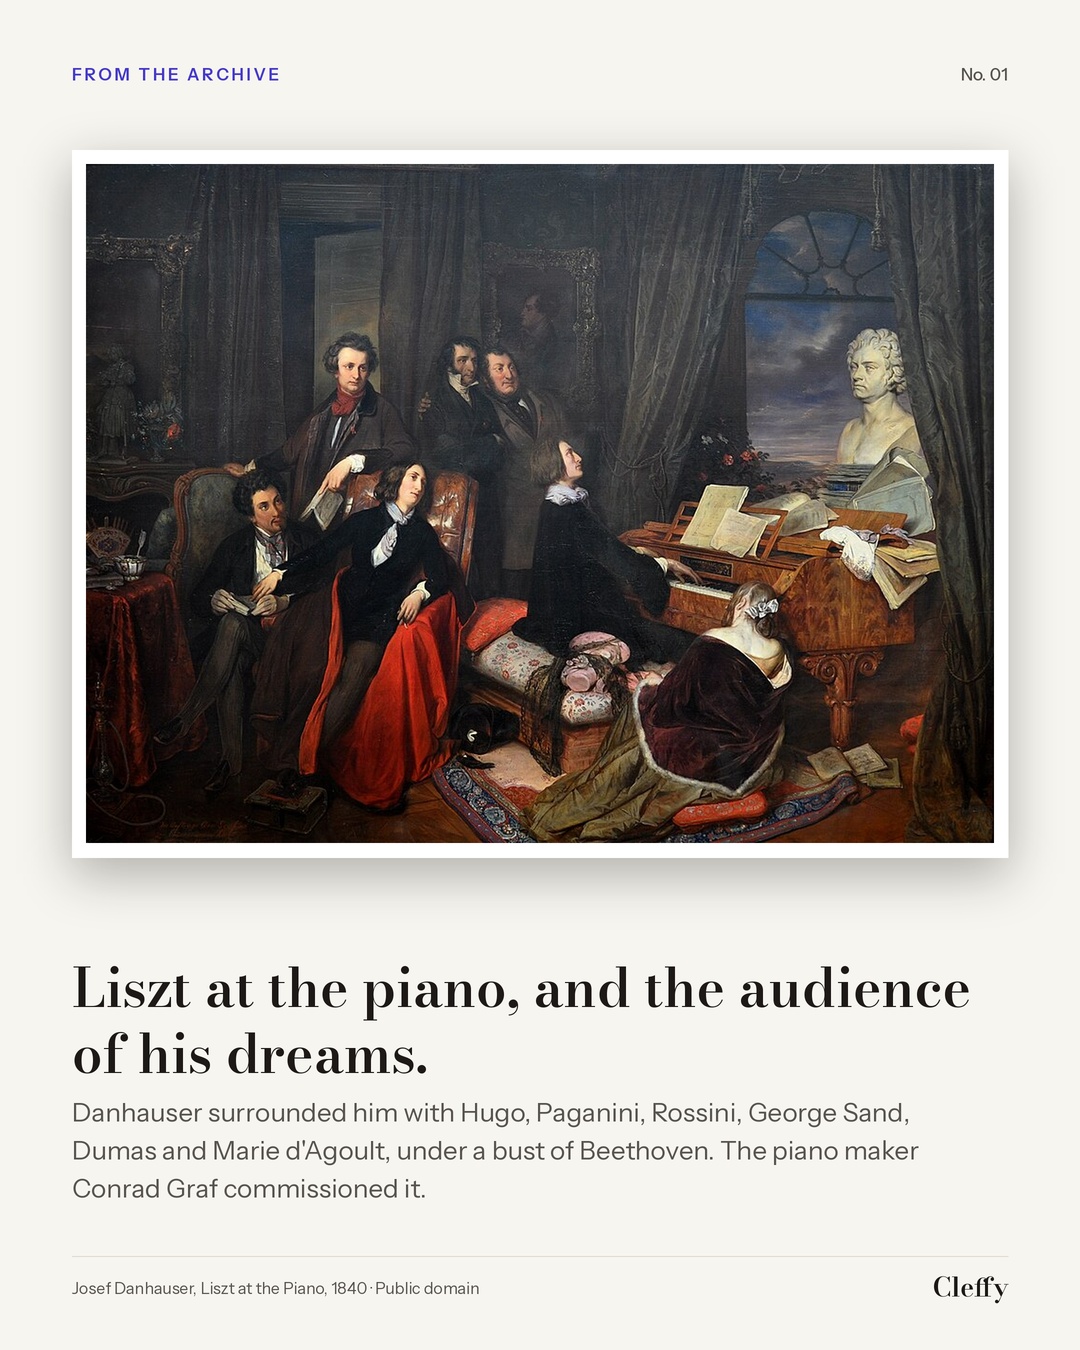 FROM THE ARCHIVE
No. 01
Liszt at the piano, and the audience
of his dreams.
Danhauser surrounded him with Hugo, Paganini, Rossini, George Sand,
Dumas and Marie d'Agoult, under a bust of Beethoven. The piano maker
Conrad Graf commissioned it.
Josef Danhauser, Liszt at the Piano, 1840 · Public domain
Cleffy